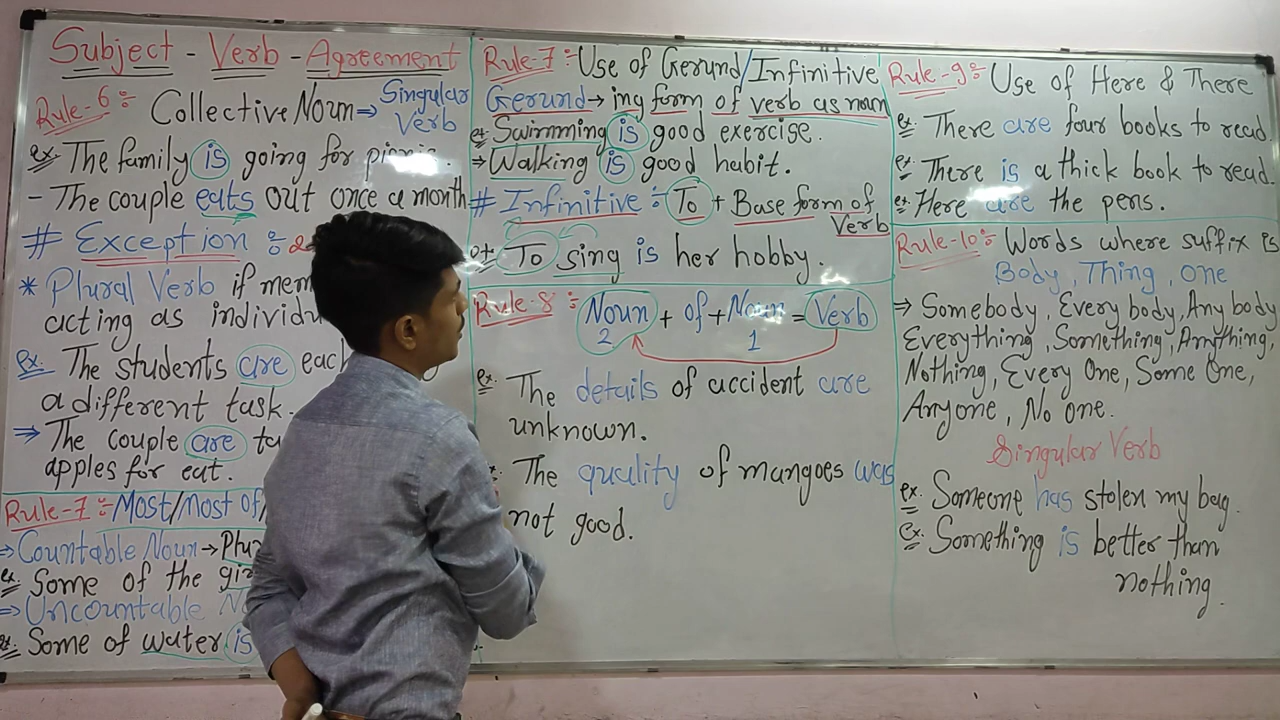 Subject - Verb - Agreement
Rule-6 :- Collective Noun ⇒ Singular Verb
ex. The family is going for picnic.
- The couple eats out once a month
# Exception :-
* Plural Verb if mem
acting as individu
Ex. The students are each
a different task.
⇒ The couple are ta
apples for eat.
Rule-7 :- Most/Most of/
⇒ Countable Noun → Plur
ex. Some of the gir
⇒ Uncountable No
ex. Some of water is
Rule-7 :- Use of Gerund/Infinitive
Gerund → ing form of verb as noun
ex. Swimming is good exercise.
⇒ Walking is good habit.
# Infinitive :- To + Base form of
Verb
To sing is her hobby.
Rule-8 :- Noun + of + Noun = Verb
2 1
ex. The details of accident are
unknown.
The quality of mangoes was
not good.
Rule-9 :- Use of Here & There
ex. There are four books to read.
ex. There is a thick book to read.
ex. Here are the pens.
Rule-10 :- Words where suffix is
Body, Thing, One
→ Somebody, Every body, Any body
Everything, Something, Anything,
Nothing, Every One, Some One,
Anyone, No one.
Singular Verb
ex. Someone has stolen my bag.
ex. Something is better than
nothing.